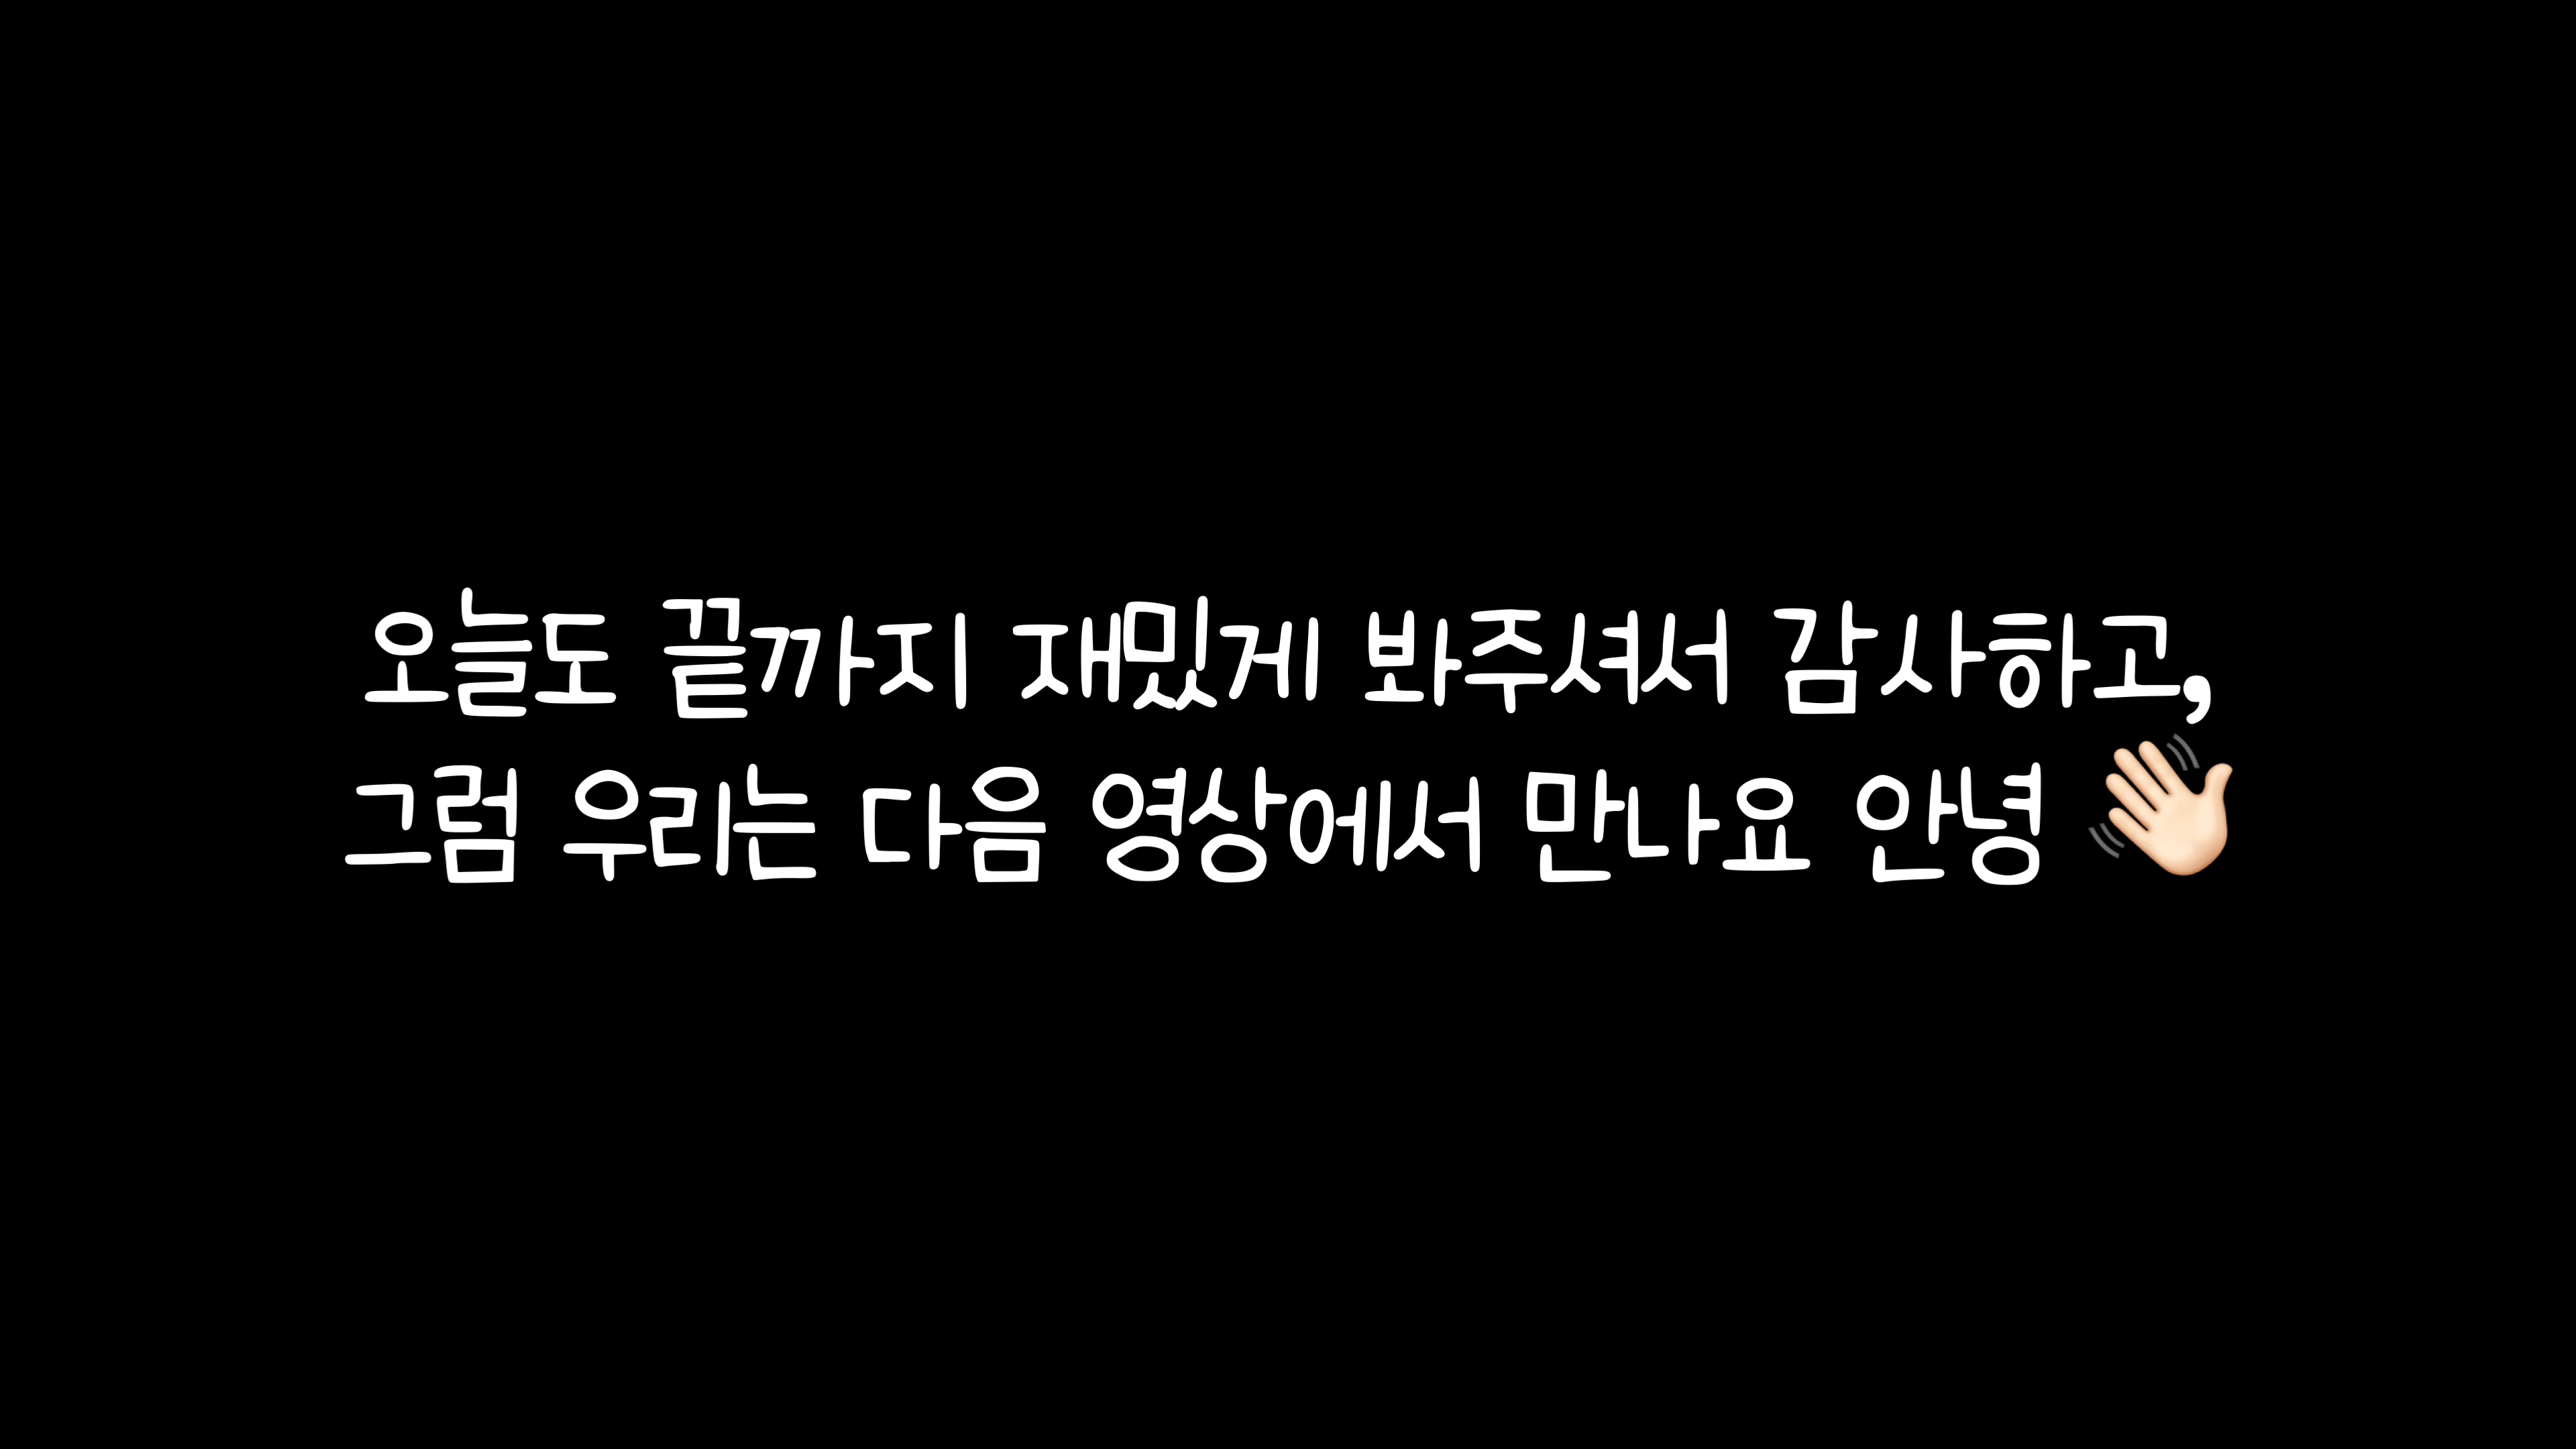 오늘도 끝까지 재밌게 봐주셔서 감사하고,
그럼 우리는 다음 영상에서 만나요 안녕 👋🏻